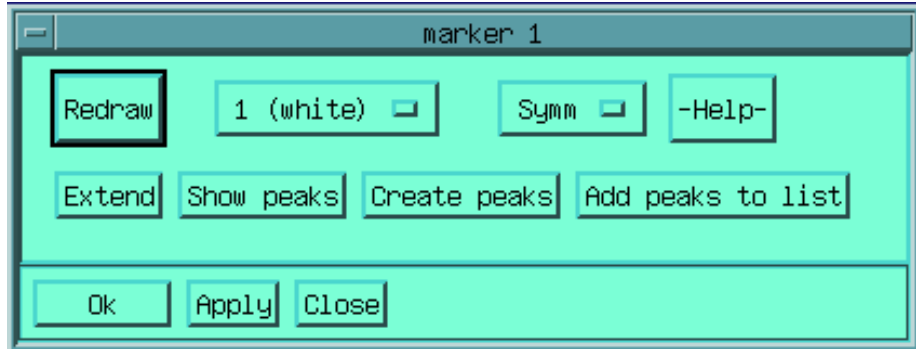 marker 1
Redraw 1 (white) Symm -Help-
Extend Show peaks Create peaks Add peaks to list
Ok Apply Close